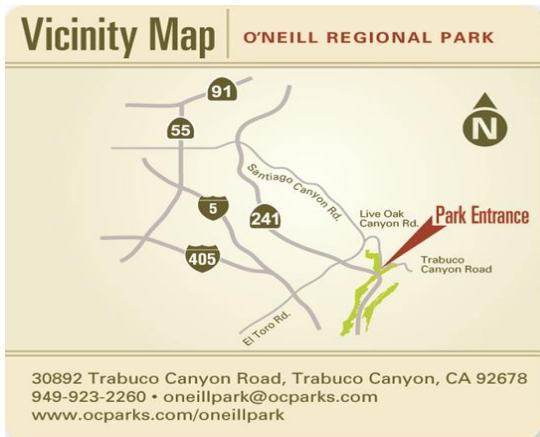 Vicinity Map
O'NEILL REGIONAL PARK
91
N
55
Santiago Canyon Rd.
5
241
Live Oak
Canyon Rd.
Park Entrance
405
Trabuco
Canyon Road
El Toro Rd.
30892 Trabuco Canyon Road, Trabuco Canyon, CA 92678
949-923-2260 • oneillpark@ocparks.com
www.ocparks.com/oneillpark